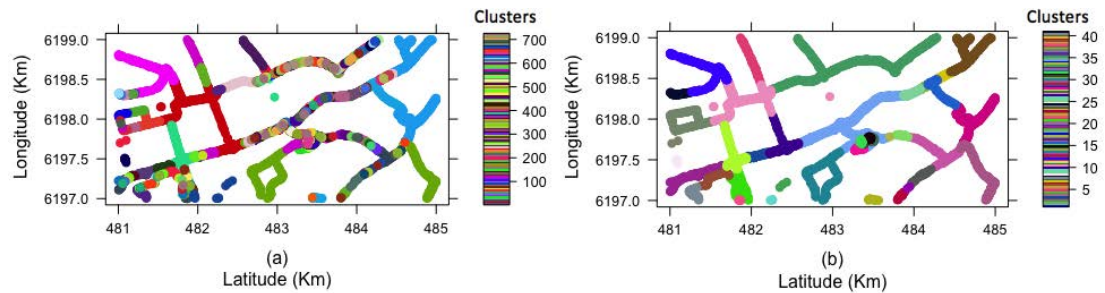 Clusters
6199.0
6198.5
6198.0
6197.5
6197.0
Longitude (Km)
481 482 483 484 485
(a)
Latitude (Km)
700
600
500
400
300
200
100
Clusters
6199.0
6198.5
6198.0
6197.5
6197.0
Longitude (Km)
481 482 483 484 485
(b)
Latitude (Km)
40
35
30
25
20
15
10
5